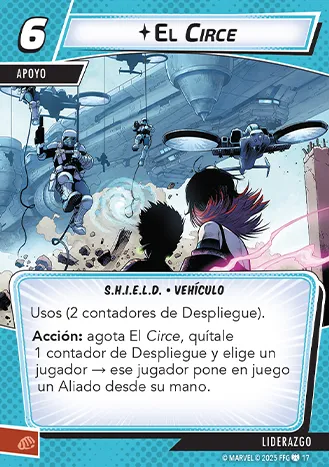 6
El Circe
APOYO
S.H.I.E.L.D. • VEHÍCULO
Usos (2 contadores de Despliegue).
Acción: agota El Circe, quítale
1 contador de Despliegue y elige un
jugador → ese jugador pone en juego
un Aliado desde su mano.
LIDERAZGO
© MARVEL © 2025 FFG 17